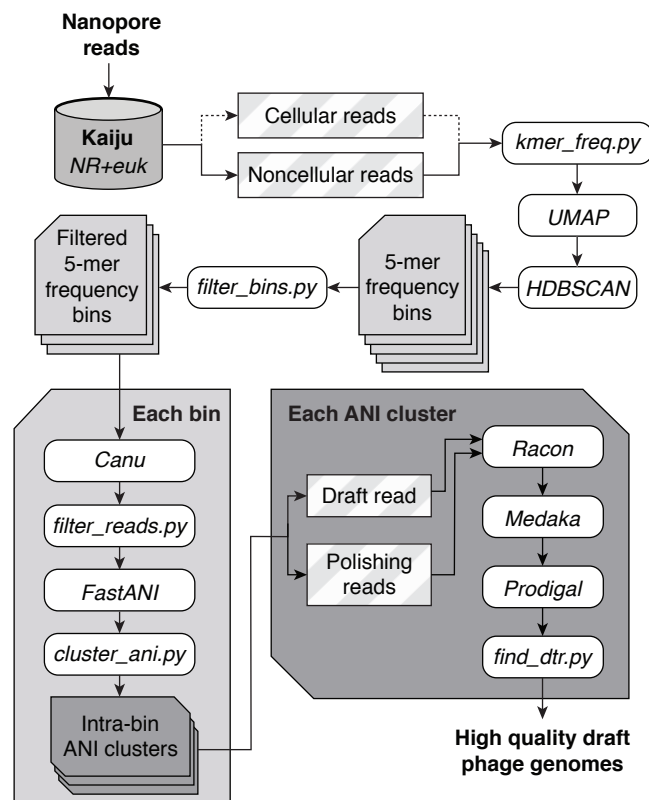 Nanopore
reads
Kaiju
NR+euk
Cellular reads
Noncellular reads
kmer_freq.py
UMAP
HDBSCAN
5-mer
frequency
bins
filter_bins.py
Filtered
5-mer
frequency
bins
Each bin
Canu
filter_reads.py
FastANI
cluster_ani.py
Intra-bin
ANI clusters
Each ANI cluster
Draft read
Polishing
reads
Racon
Medaka
Prodigal
find_dtr.py
High quality draft
phage genomes